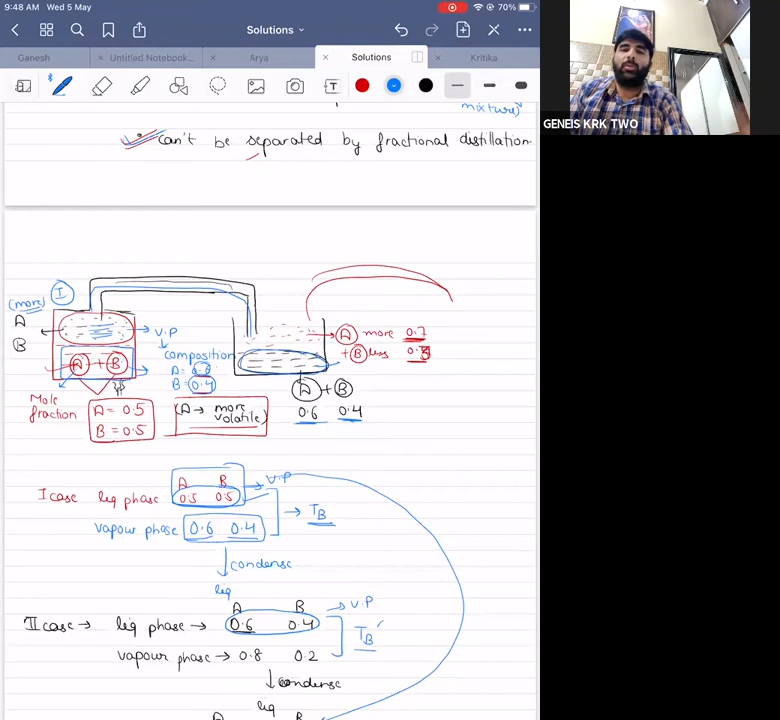 9:48 AM Wed 5 May
70%
Solutions
Ganesh
Untitled Notebook...
Arya
Solutions
Kritika
GENEIS KRK TWO
mixture)
can't be separated by fractional distillation.
(more) I
A
B
V.P
composition
A = 0.6
B = 0.4
A + B
Mole fraction
A = 0.5
B = 0.5
(A → more volatile)
A more 0.7
+ B less
A + B
0.6 0.4
A B
I case liq phase 0.5 0.5 → V.P
vapour phase 0.6 0.4 → TB
condense
liq
A B → V.P
II case → liq phase → 0.6 0.4
TB'
vapour phase → 0.8 0.2
condense
liq
A B